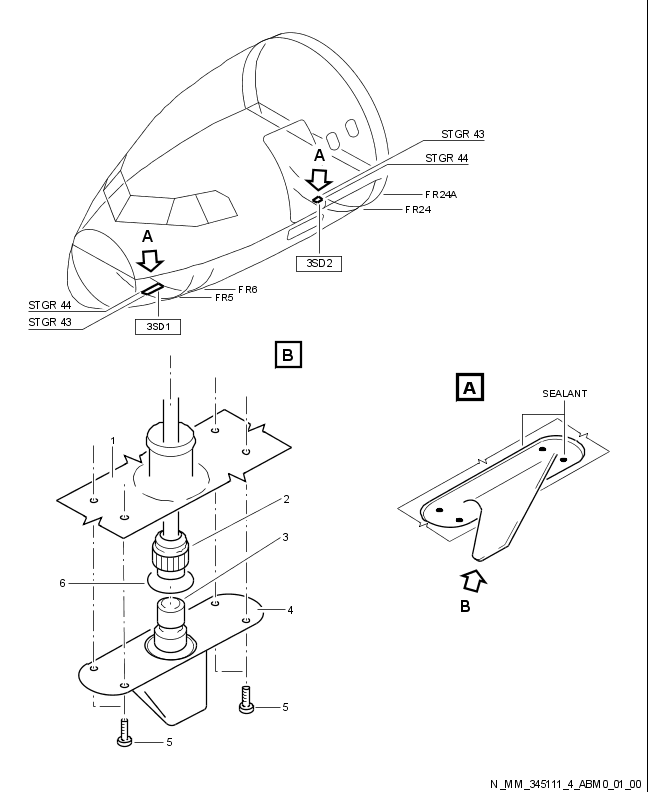 STGR 43
A
STGR 44
FR24A
FR24
A
3SD2
FR6
STGR 44
FR5
STGR 43
3SD1
B
A
SEALANT
1
2
3
6
4
B
5
5
N_MM_345111_4_ABM0_01_00